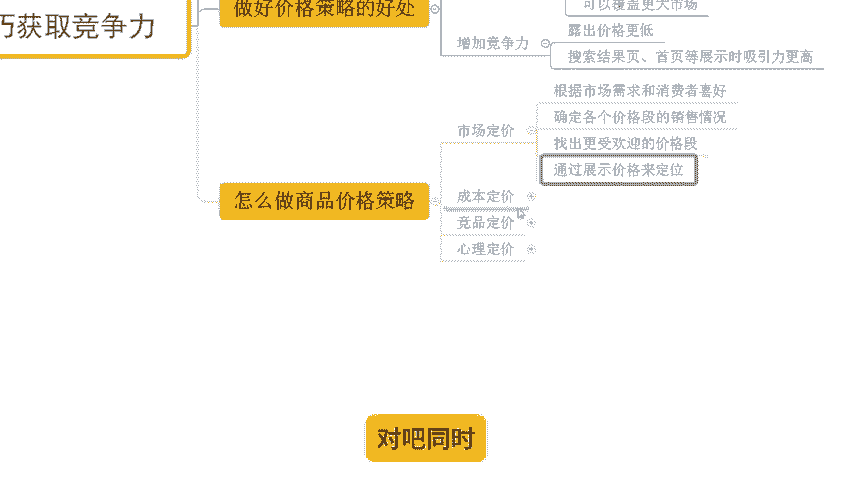 做好价格策略的好处
巧获取竞争力
可以覆盖更大市场
增加竞争力
露出价格更低
搜索结果页、首页等展示时吸引力更高
怎么做商品价格策略
市场定价
根据市场需求和消费者喜好
确定各个价格段的销售情况
找出更受欢迎的价格段
通过展示价格来定位
成本定价
竞品定价
心理定价
对吧同时